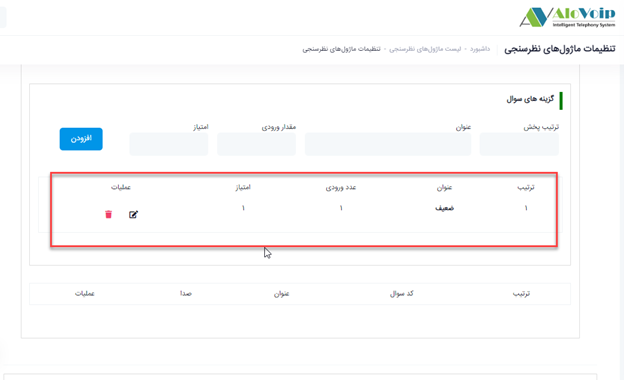 AloVoip
Intelligent Telephony System
تنظیمات ماژول‌های نظرسنجی
داشبورد - لیست ماژول‌های نظرسنجی - تنظیمات ماژول‌های نظرسنجی
گزینه های سوال
ترتیب پخش عنوان مقدار ورودی امتیاز
افزودن
ترتیب عنوان عدد ورودی امتیاز عملیات
۱ ضعیف ۱ ۱
ترتیب کد سوال عنوان صدا عملیات